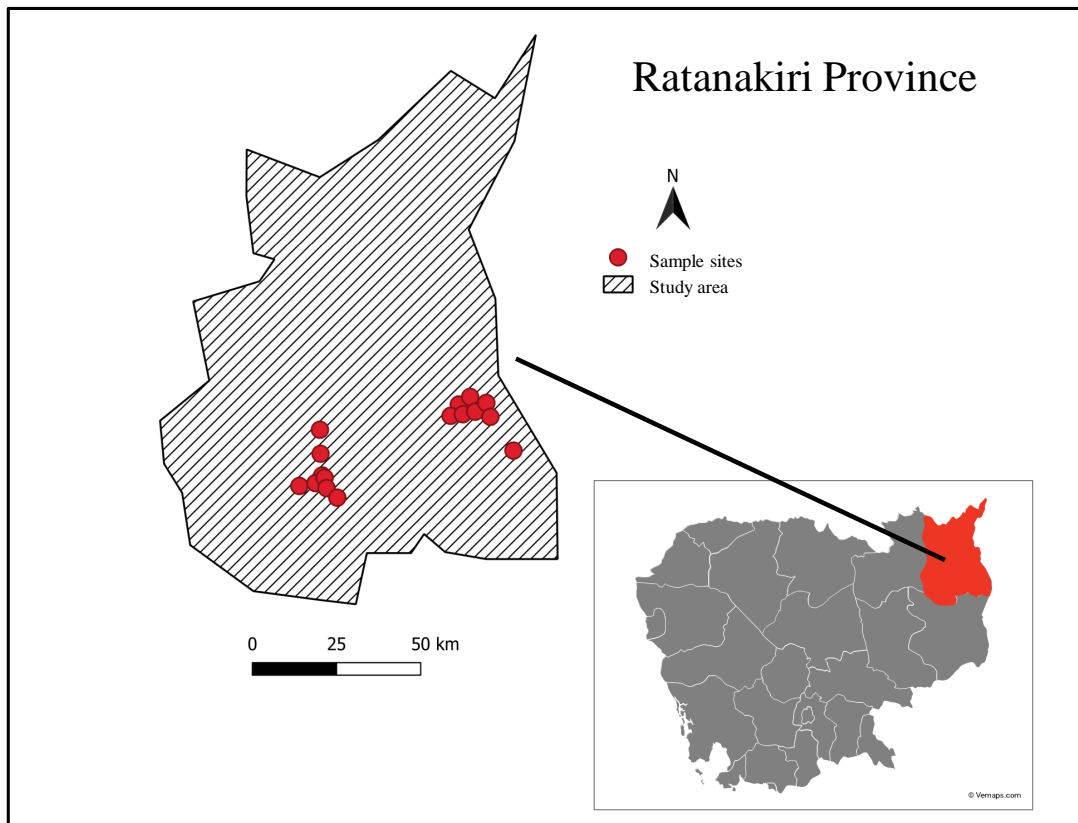 Ratanakiri Province
N
Sample sites
Study area
0 25 50 km
© Vemaps.com